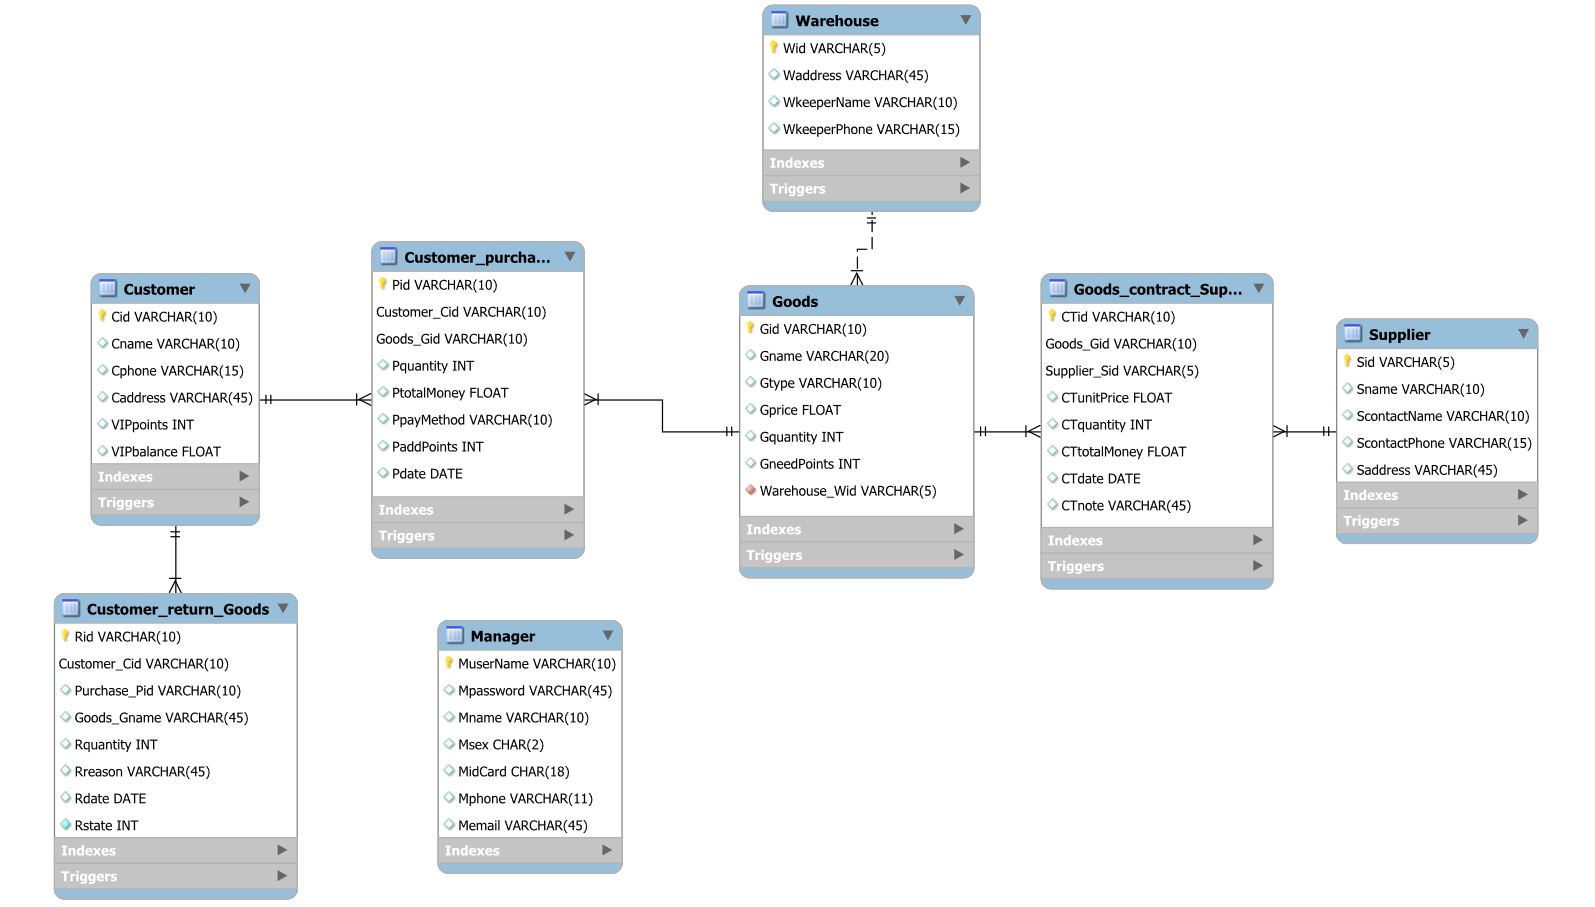 Warehouse
Wid VARCHAR(5)
Waddress VARCHAR(45)
WkeeperName VARCHAR(10)
WkeeperPhone VARCHAR(15)
Indexes
Triggers
Customer
Cid VARCHAR(10)
Cname VARCHAR(10)
Cphone VARCHAR(15)
Caddress VARCHAR(45)
VIPpoints INT
VIPbalance FLOAT
Indexes
Triggers
Customer_purcha...
Pid VARCHAR(10)
Customer_Cid VARCHAR(10)
Goods_Gid VARCHAR(10)
Pquantity INT
PtotalMoney FLOAT
PpayMethod VARCHAR(10)
PaddPoints INT
Pdate DATE
Indexes
Triggers
Goods
Gid VARCHAR(10)
Gname VARCHAR(20)
Gtype VARCHAR(10)
Gprice FLOAT
Gquantity INT
GneedPoints INT
Warehouse_Wid VARCHAR(5)
Indexes
Triggers
Goods_contract_Sup...
CTid VARCHAR(10)
Goods_Gid VARCHAR(10)
Supplier_Sid VARCHAR(5)
CTunitPrice FLOAT
CTquantity INT
CTtotalMoney FLOAT
CTdate DATE
CTnote VARCHAR(45)
Indexes
Triggers
Supplier
Sid VARCHAR(5)
Sname VARCHAR(10)
ScontactName VARCHAR(10)
ScontactPhone VARCHAR(15)
Saddress VARCHAR(45)
Indexes
Triggers
Customer_return_Goods
Rid VARCHAR(10)
Customer_Cid VARCHAR(10)
Purchase_Pid VARCHAR(10)
Goods_Gname VARCHAR(45)
Rquantity INT
Rreason VARCHAR(45)
Rdate DATE
Rstate INT
Indexes
Triggers
Manager
MuserName VARCHAR(10)
Mpassword VARCHAR(45)
Mname VARCHAR(10)
Msex CHAR(2)
MidCard CHAR(18)
Mphone VARCHAR(11)
Memail VARCHAR(45)
Indexes